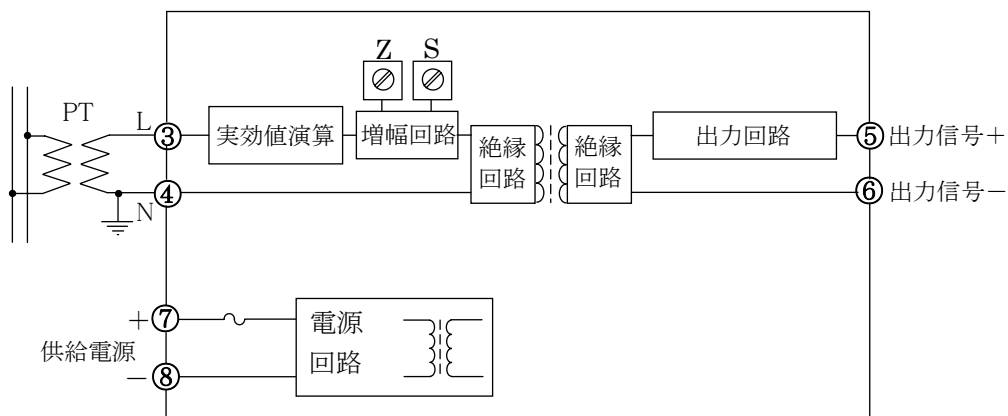 Z S
PT
L ③ 実効値演算 増幅回路 絶縁回路 絶縁回路 出力回路 ⑤ 出力信号+
④ N ⑥ 出力信号−
+ ⑦ 電源
供給電源 回路
− ⑧